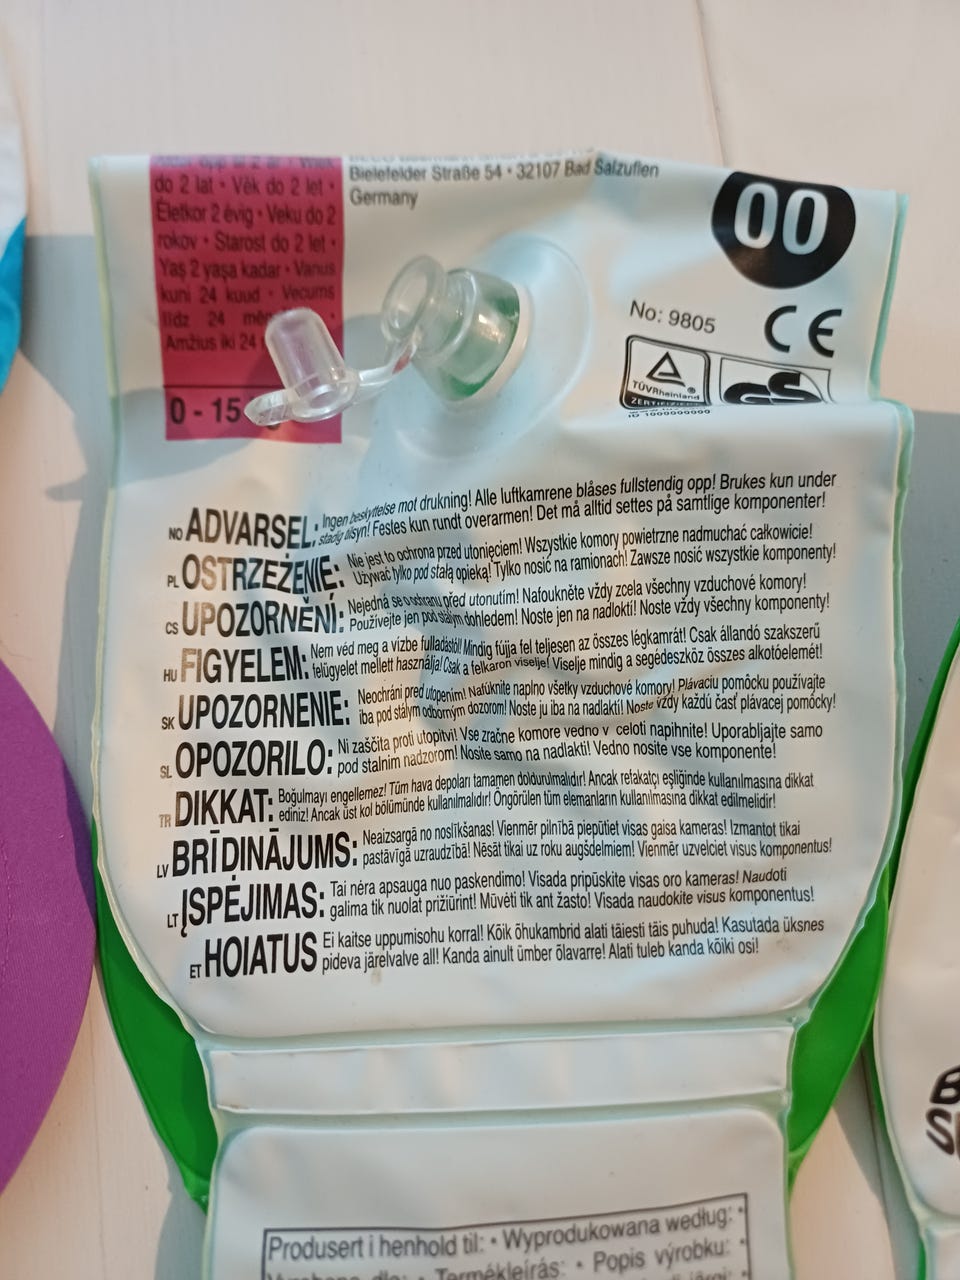 do 2 lat • Věk do 2 let •
Életkor 2 évig • Veku do 2
rokov • Starost do 2 let •
Yaş 2 yaşa kadar • Vanus
kuni 24 kuud • Vecums
līdz 24
Amžius iki 24
0 - 15
Bielefelder Straße 54 • 32107 Bad Salzuflen
Germany
00
No: 9805
CE
TÜVRheinland
ZERTIFIZIERT
GS
ID 1000000000
NO ADVARSEL: Ingen beskyttelse mot drukning! Alle luftkamrene blåses fullstendig opp! Brukes kun under
stadig tilsyn! Festes kun rundt overarmen! Det må alltid settes på samtlige komponenter!
PL OSTRZEŻENIE: Nie jest to ochrona przed utonięciem! Wszystkie komory powietrzne nadmuchać całkowicie!
Używać tylko pod stałą opieką! Tylko nosić na ramionach! Zawsze nosić wszystkie komponenty!
CS UPOZORNĚNÍ: Nejedná se o ochranu před utonutím! Nafoukněte vždy zcela všechny vzduchové komory!
Používejte jen pod stálým dohledem! Noste jen na nadloktí! Noste vždy všechny komponenty!
HU FIGYELEM: Nem véd meg a vízbe fulladástól! Mindig fújja fel teljesen az összes légkamrát! Csak állandó szakszerű
felügyelet mellett használja! Csak a felkaron viselje! Viselje mindig a segédeszköz összes alkotóelemét!
SK UPOZORNENIE: Neochráni pred utopením! Nafúknite naplno všetky vzduchové komory! Plávaciu pomôcku používajte
iba pod stálym odborným dozorom! Noste ju iba na nadlaktí! Noste vždy každú časť plávacej pomôcky!
SL OPOZORILO: Ni zaščita proti utopitvi! Vse zračne komore vedno v celoti napihnite! Uporabljajte samo
pod stalnim nadzorom! Nosite samo na nadlakti! Vedno nosite vse komponente!
TR DIKKAT: Boğulmayı engellemez! Tüm hava depoları tamamen doldurulmalıdır! Ancak refakatçı eşliğinde kullanılmasına dikkat
ediniz! Ancak üst kol bölümünde kullanılmalıdır! Öngörülen tüm elemanların kullanılmasına dikkat edilmelidir!
LV BRĪDINĀJUMS: Neaizsargā no noslīkšanas! Vienmēr pilnībā piepūtiet visas gaisa kameras! Izmantot tikai
pastāvīgā uzraudzībā! Nēsāt tikai uz roku augšdelmiem! Vienmēr uzvelciet visus komponentus!
LT ĮSPĖJIMAS: Tai nėra apsauga nuo paskendimo! Visada pripūskite visas oro kameras! Naudoti
galima tik nuolat prižiūrint! Mūvėti tik ant žasto! Visada naudokite visus komponentus!
ET HOIATUS Ei kaitse uppumisohu korral! Kõik õhukambrid alati täiesti täis puhuda! Kasutada üksnes
pideva järelvalve all! Kanda ainult ümber õlavarre! Alati tuleb kanda kõiki osi!
Produsert i henhold til: • Wyprodukowana według: •
Termékleírás: • Popis výrobku: •